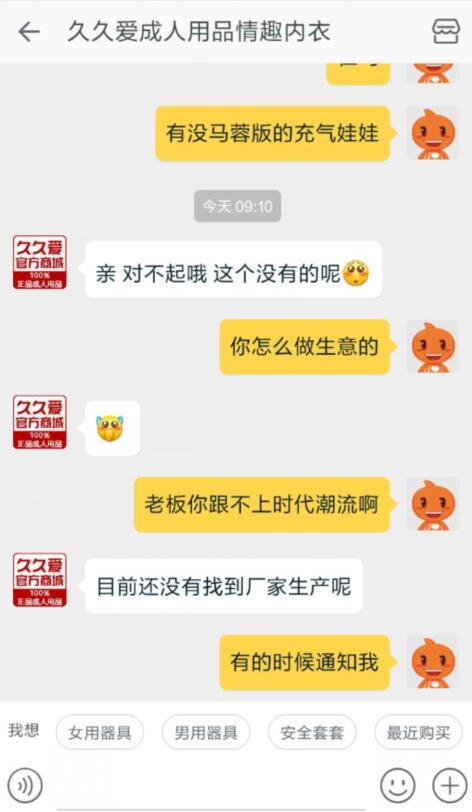 久久爱成人用品情趣内衣
有没马蓉版的充气娃娃
今天 09:10
久久爱
官方商城
100%
正品成人用品
亲 对不起哦 这个没有的呢
你怎么做生意的
久久爱
官方商城
100%
正品成人用品
老板你跟不上时代潮流啊
久久爱
官方商城
100%
正品成人用品
目前还没有找到厂家生产呢
有的时候通知我
我想
女用器具
男用器具
安全套套
最近购买